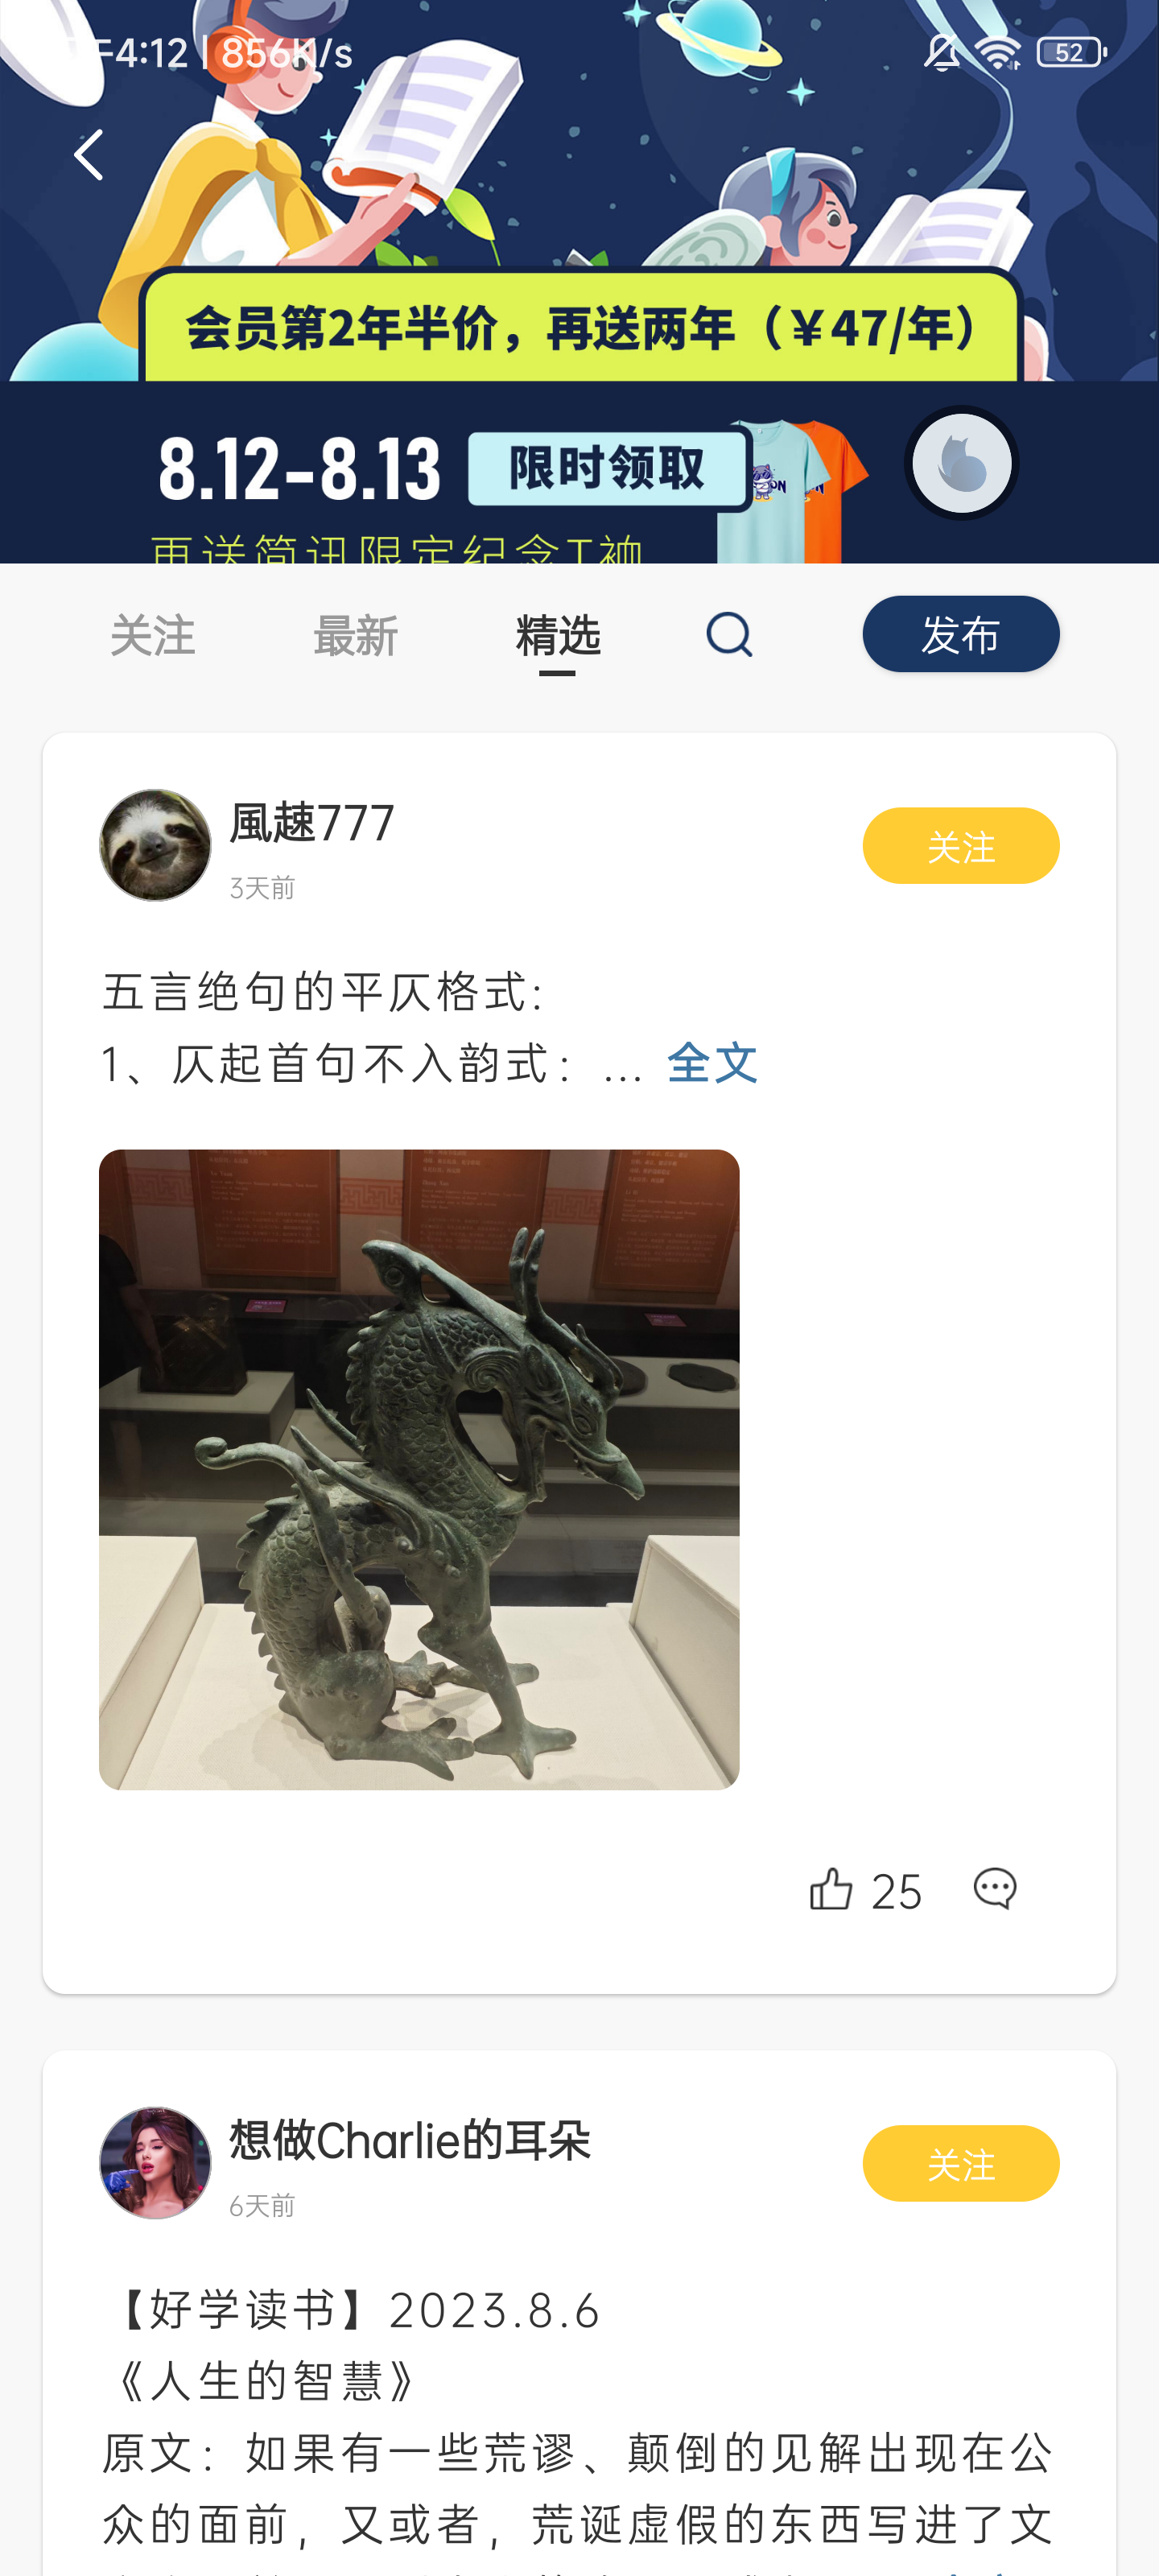 4:12 | 856K/s
52
会员第2年半价，再送两年（￥47/年）
8.12-8.13
限时领取
再送简讯限定纪念T裇
关注
最新
精选
发布
風趚777
3天前
关注
五言绝句的平仄格式:
1、仄起首句不入韵式：... 全文
25
想做Charlie的耳朵
6天前
关注
【好学读书】2023.8.6
《人生的智慧》
原文：如果有一些荒谬、颠倒的见解出现在公
众的面前，又或者，荒诞虚假的东西写进了文